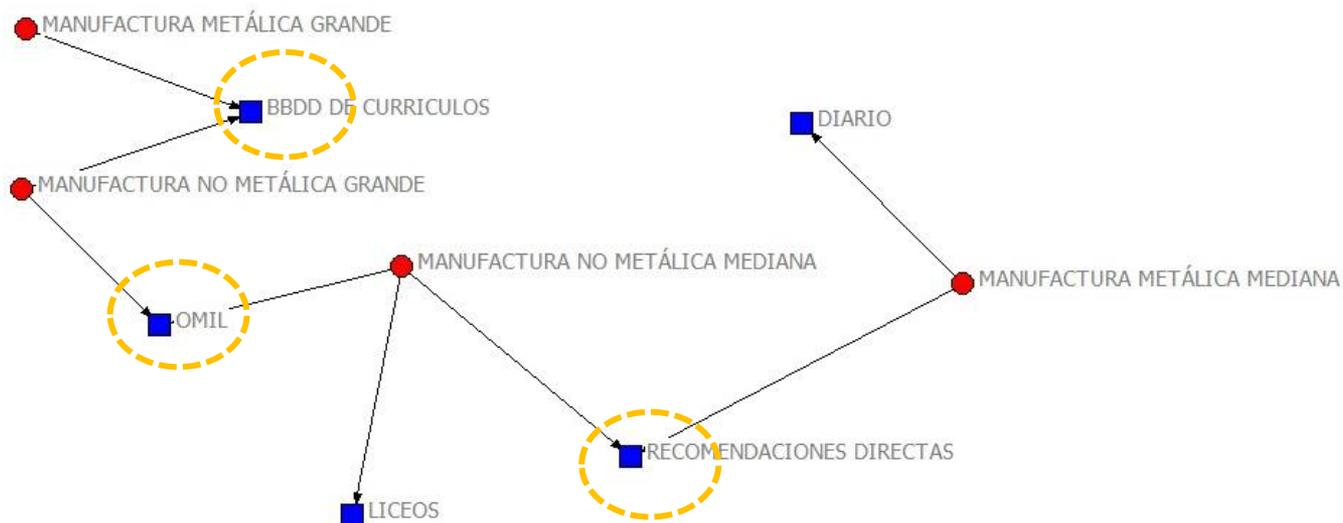 MANUFACTURA METÁLICA GRANDE
BBDD DE CURRICULOS
DIARIO
MANUFACTURA NO METÁLICA GRANDE
MANUFACTURA NO METÁLICA MEDIANA
MANUFACTURA METÁLICA MEDIANA
OMIL
RECOMENDACIONES DIRECTAS
LICEOS